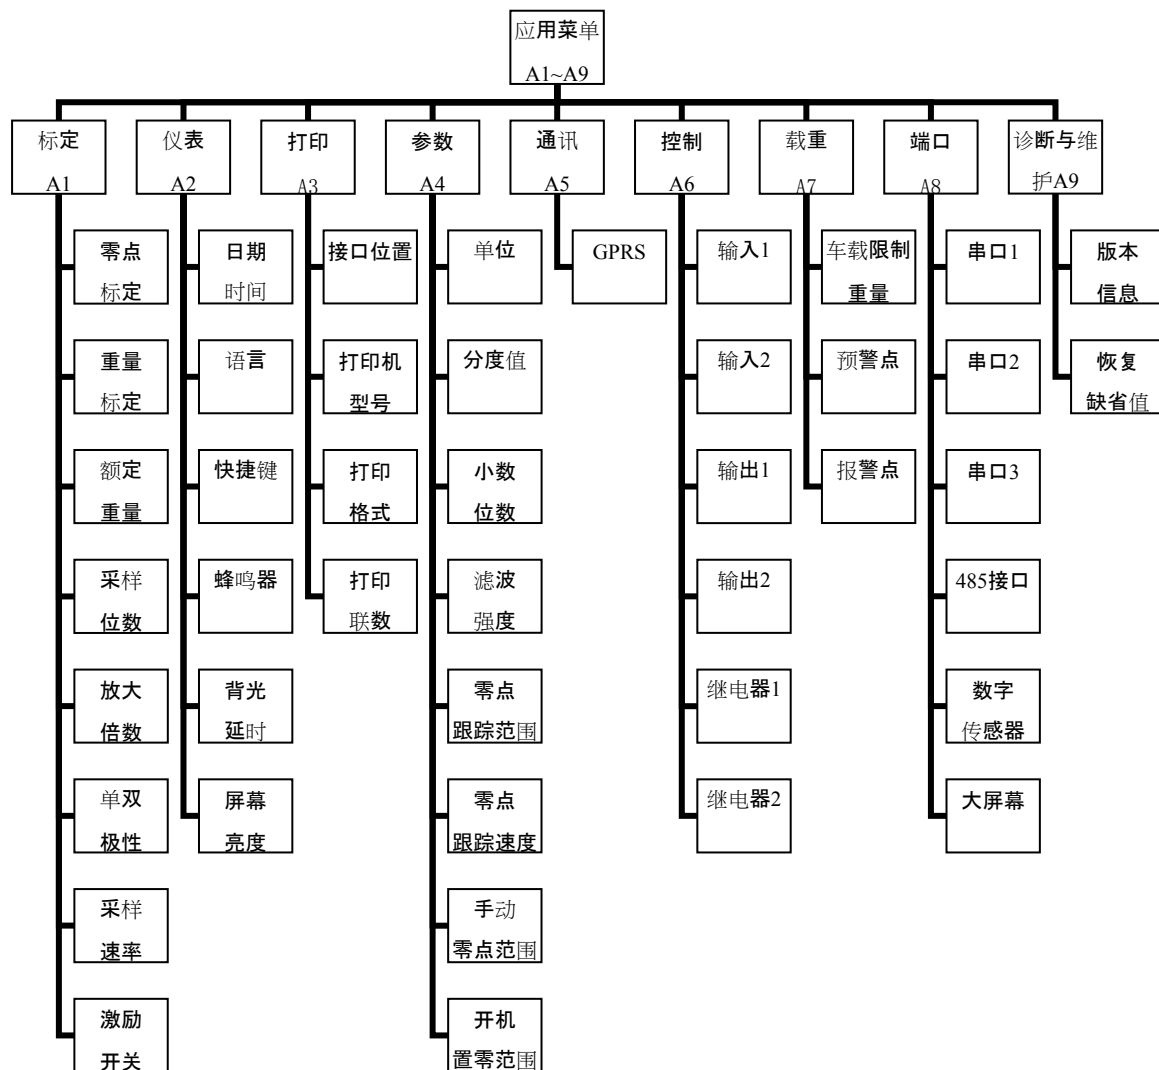 应用菜单
A1~A9
标定
A1
仪表
A2
打印
A3
参数
A4
通讯
A5
控制
A6
载重
A7
端口
A8
诊断与维
护A9
零点
标定
重量
标定
额定
重量
采样
位数
放大
倍数
单双
极性
采样
速率
激励
开关
日期
时间
语言
快捷键
蜂鸣器
背光
延时
屏幕
亮度
接口位置
打印机
型号
打印
格式
打印
联数
单位
分度值
小数
位数
滤波
强度
零点
跟踪范围
零点
跟踪速度
手动
零点范围
开机
置零范围
GPRS
输入1
输入2
输出1
输出2
继电器1
继电器2
车载限制
重量
预警点
报警点
串口1
串口2
串口3
485接口
数字
传感器
大屏幕
版本
信息
恢复
缺省值